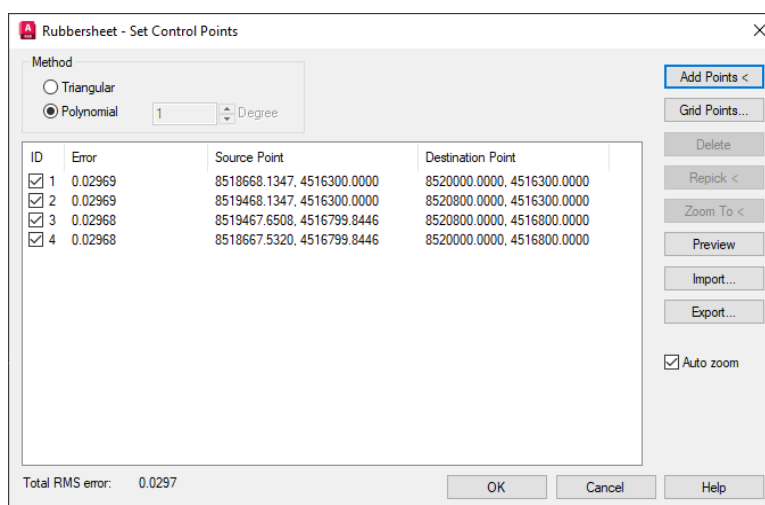 Rubbersheet - Set Control Points
Method
Triangular
Polynomial 1 Degree
Add Points <
Grid Points...
Delete
Repick <
Zoom To <
Preview
Import...
Export...
Auto zoom
ID Error Source Point Destination Point
1 0.02969 8518668.1347, 4516300.0000 8520000.0000, 4516300.0000
2 0.02969 8519468.1347, 4516300.0000 8520800.0000, 4516300.0000
3 0.02968 8519467.6508, 4516799.8446 8520800.0000, 4516800.0000
4 0.02968 8518667.5320, 4516799.8446 8520000.0000, 4516800.0000
Total RMS error: 0.0297
OK Cancel Help